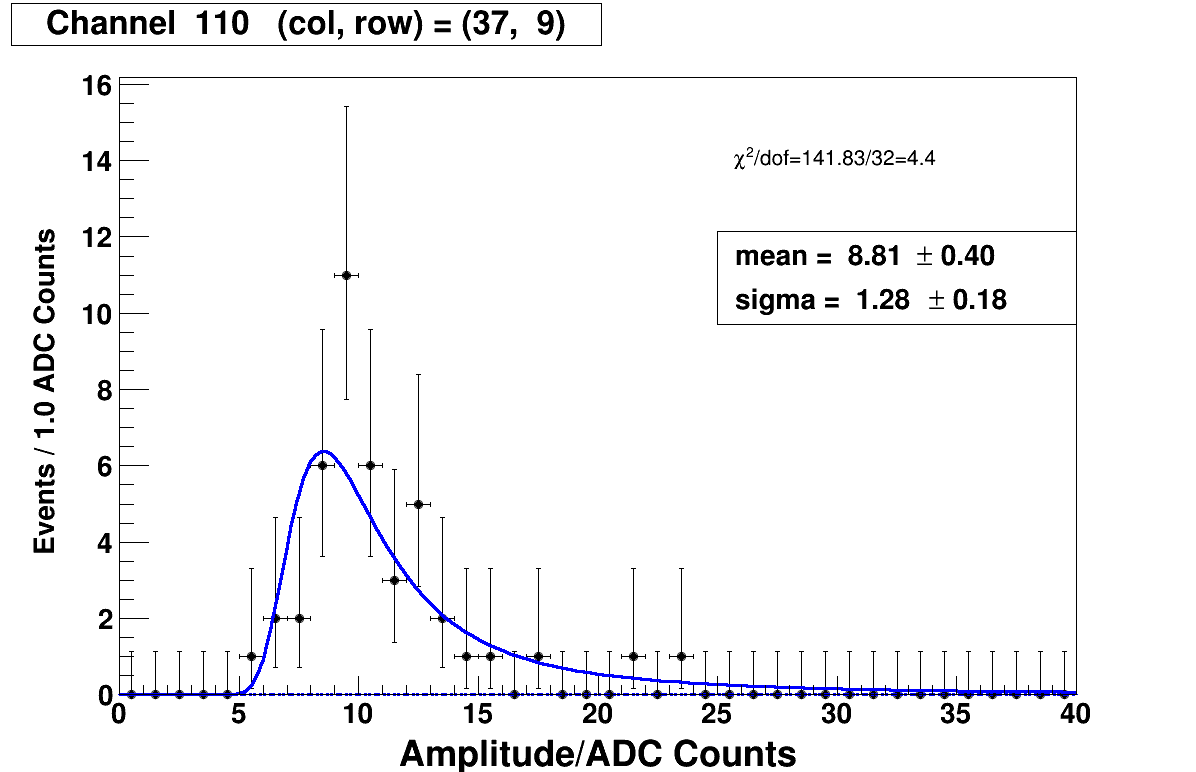 Channel  110   (col, row) = (37,  9)
χ²/dof=141.83/32=4.4
mean =  8.81  ± 0.40
sigma =  1.28  ± 0.18
Events / 1.0 ADC Counts
16
14
12
10
8
6
4
2
0
0 5 10 15 20 25 30 35 40
Amplitude/ADC Counts